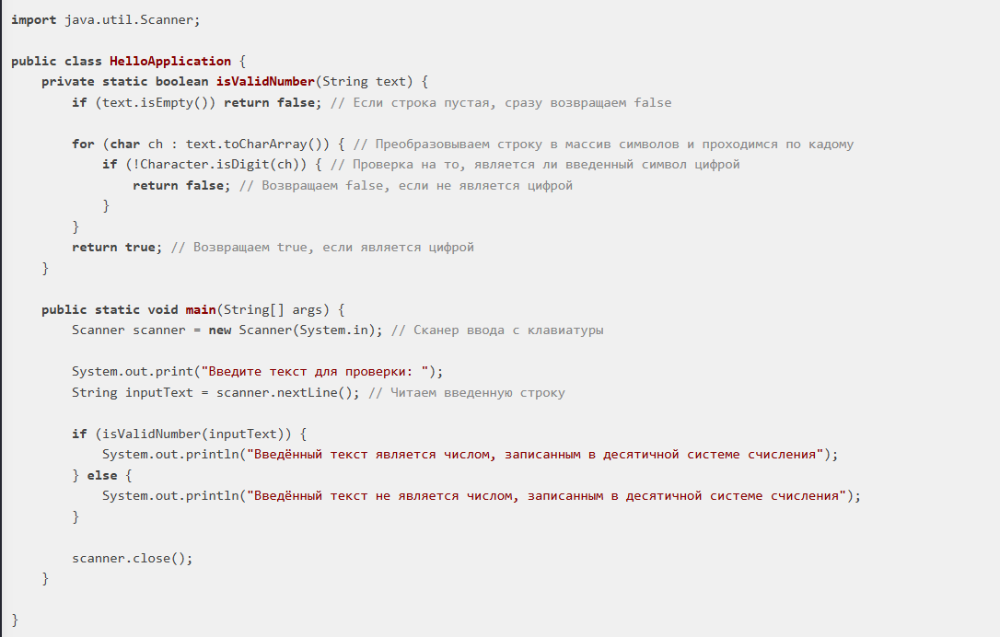 import java.util.Scanner;

public class HelloApplication {
    private static boolean isValidNumber(String text) {
        if (text.isEmpty()) return false; // Если строка пустая, сразу возвращаем false

        for (char ch : text.toCharArray()) { // Преобразовываем строку в массив символов и проходимся по кадому
            if (!Character.isDigit(ch)) { // Проверка на то, является ли введенный символ цифрой
                return false; // Возвращаем false, если не является цифрой
            }
        }
        return true; // Возвращаем true, если является цифрой
    }

    public static void main(String[] args) {
        Scanner scanner = new Scanner(System.in); // Сканер ввода с клавиатуры

        System.out.print("Введите текст для проверки: ");
        String inputText = scanner.nextLine(); // Читаем введенную строку

        if (isValidNumber(inputText)) {
            System.out.println("Введённый текст является числом, записанным в десятичной системе счисления");
        } else {
            System.out.println("Введённый текст не является числом, записанным в десятичной системе счисления");
        }

        scanner.close();
    }

}